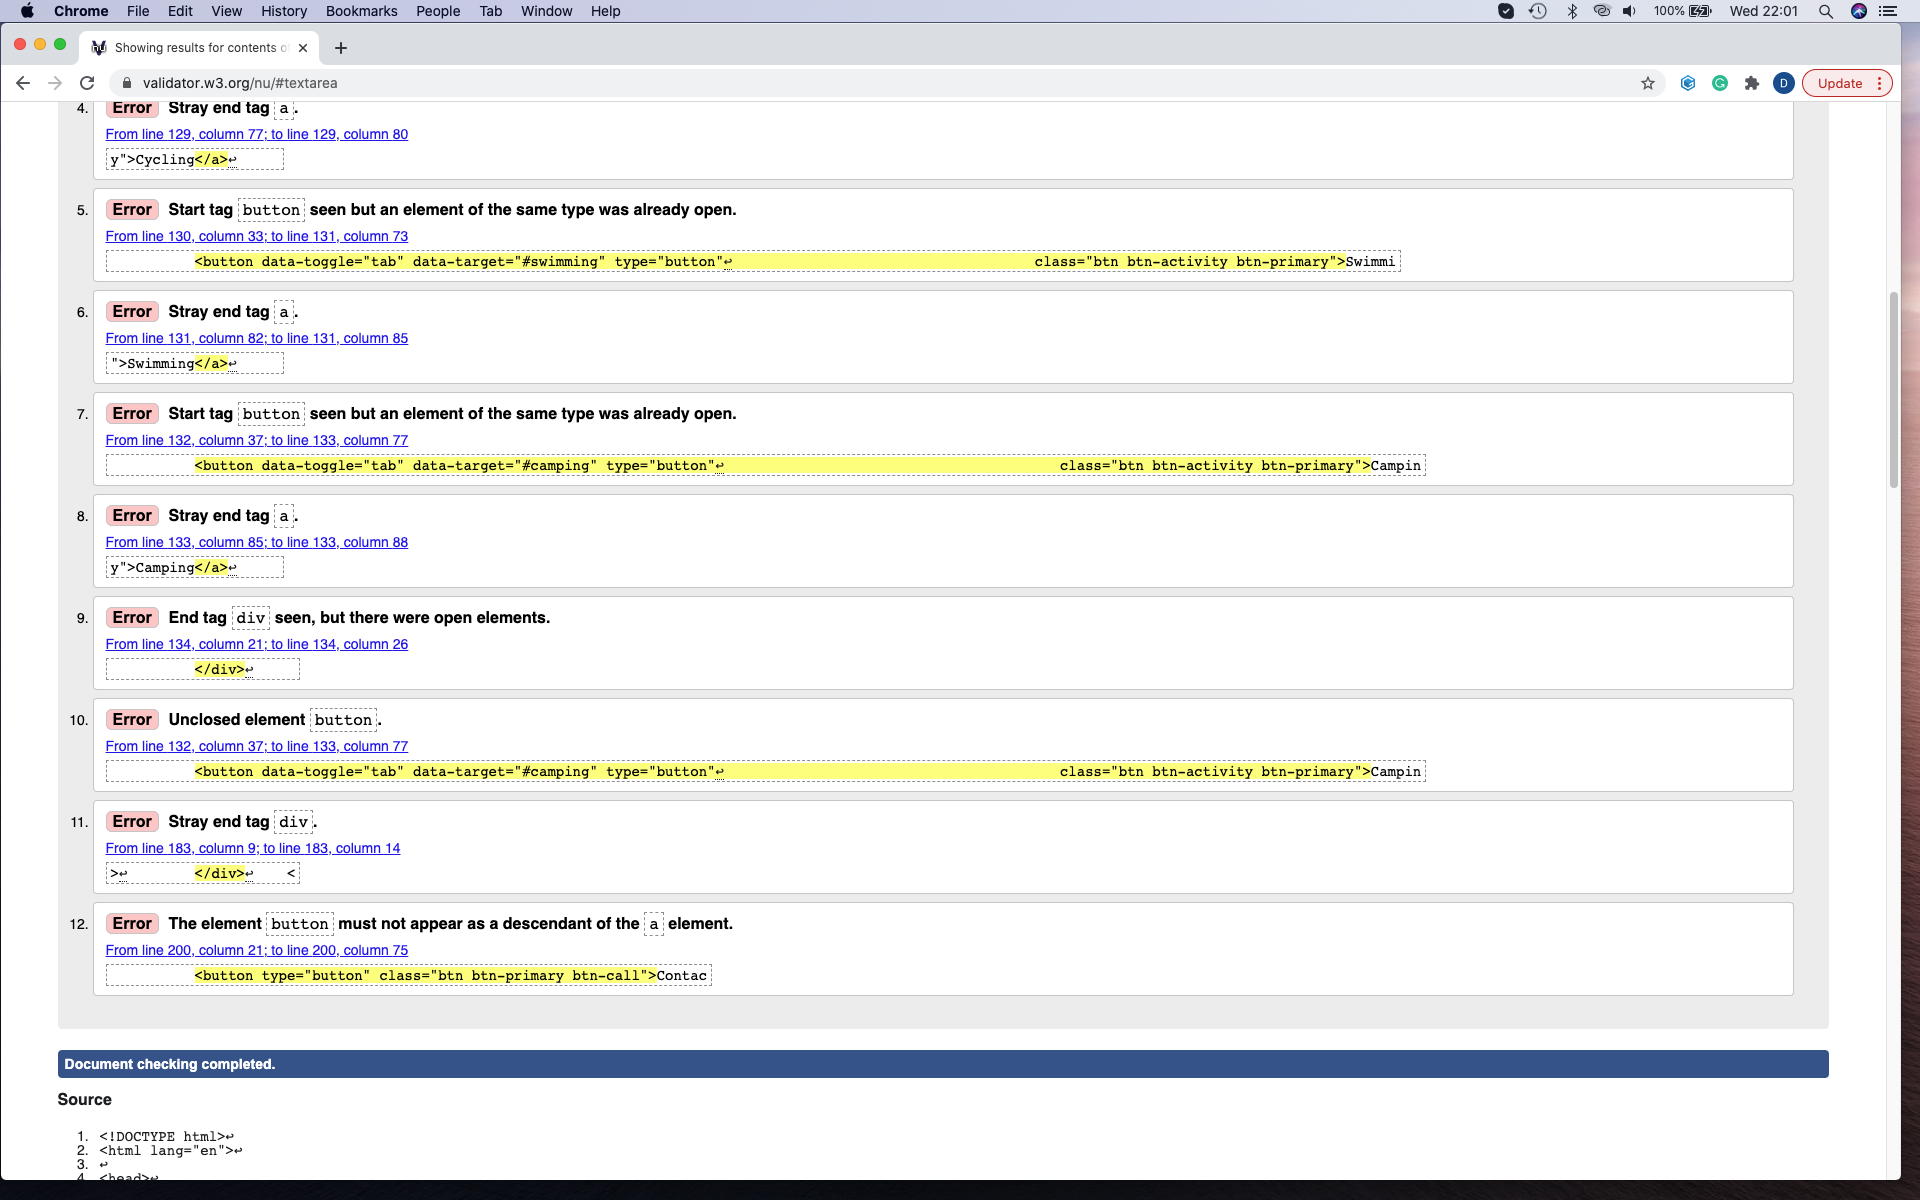 Chrome File Edit View History Bookmarks People Tab Window Help 100% Wed 22:01
Showing results for contents o
validator.w3.org/nu/#textarea D Update
4. Error Stray end tag a.
From line 129, column 77; to line 129, column 80
y">Cycling</a>↩
5. Error Start tag button seen but an element of the same type was already open.
From line 130, column 33; to line 131, column 73
<button data-toggle="tab" data-target="#swimming" type="button"↩ class="btn btn-activity btn-primary">Swimmi
6. Error Stray end tag a.
From line 131, column 82; to line 131, column 85
">Swimming</a>↩
7. Error Start tag button seen but an element of the same type was already open.
From line 132, column 37; to line 133, column 77
<button data-toggle="tab" data-target="#camping" type="button"↩ class="btn btn-activity btn-primary">Campin
8. Error Stray end tag a.
From line 133, column 85; to line 133, column 88
y">Camping</a>↩
9. Error End tag div seen, but there were open elements.
From line 134, column 21; to line 134, column 26
</div>↩
10. Error Unclosed element button.
From line 132, column 37; to line 133, column 77
<button data-toggle="tab" data-target="#camping" type="button"↩ class="btn btn-activity btn-primary">Campin
11. Error Stray end tag div.
From line 183, column 9; to line 183, column 14
>↩ </div>↩ <
12. Error The element button must not appear as a descendant of the a element.
From line 200, column 21; to line 200, column 75
<button type="button" class="btn btn-primary btn-call">Contac
Document checking completed.
Source
1. <!DOCTYPE html>↩
2. <html lang="en">↩
3. ↩
4. <head>↩